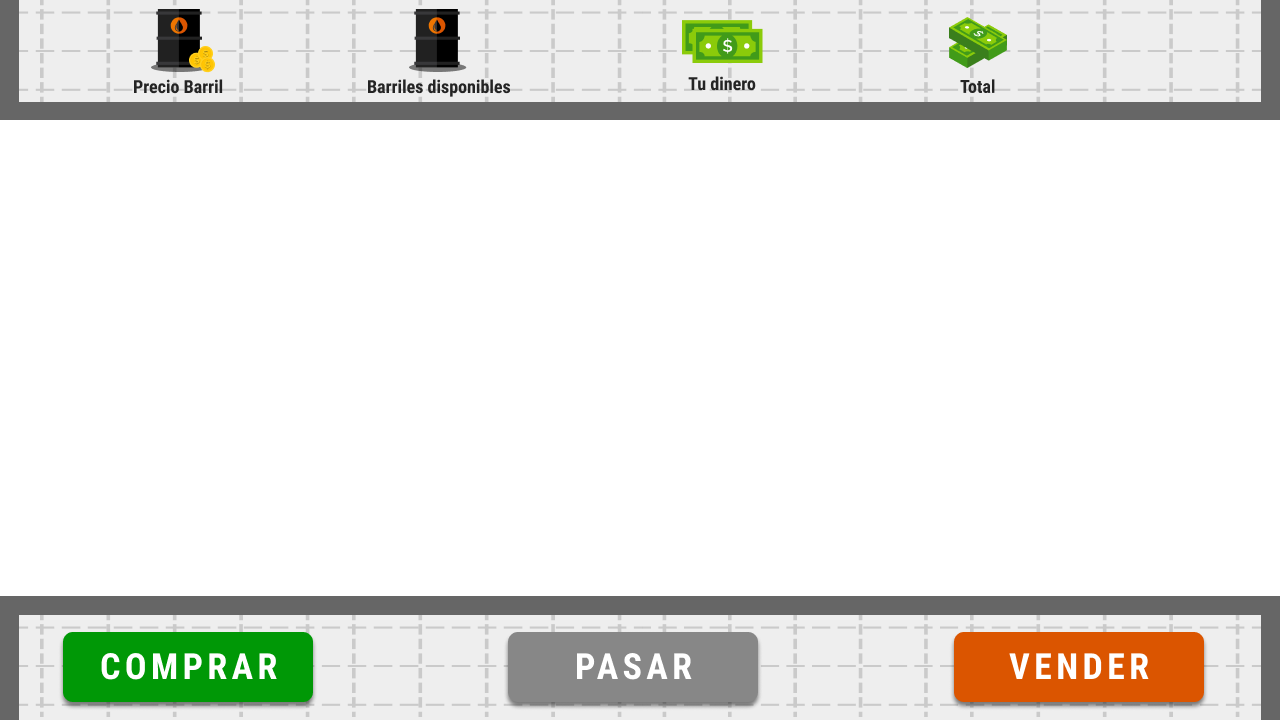 Precio Barril
Barriles disponibles
$
Tu dinero
$
Total
COMPRAR
PASAR
VENDER